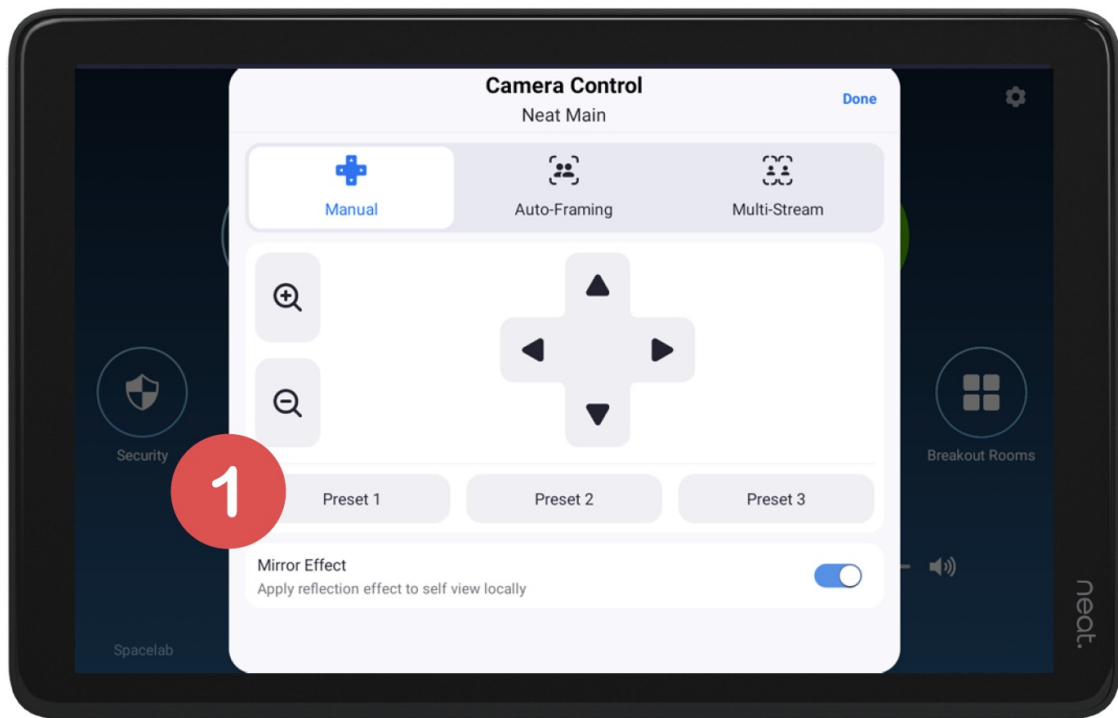 Camera Control
Neat Main
Done
Manual
Auto-Framing
Multi-Stream
Security
Breakout Rooms
1
Preset 1
Preset 2
Preset 3
Mirror Effect
Apply reflection effect to self view locally
Spacelab
neat.